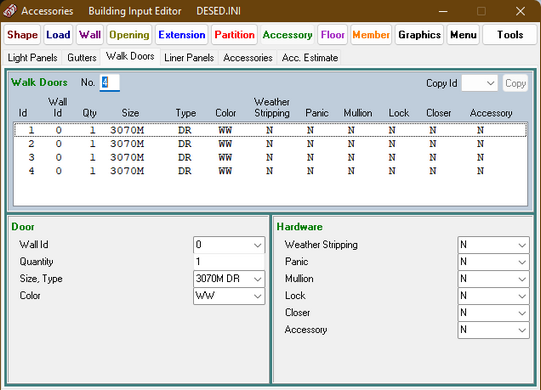 Accessories Building Input Editor DESED.INI
Shape Load Wall Opening Extension Partition Accessory Floor Member Graphics Menu Tools
Light Panels Gutters Walk Doors Liner Panels Accessories Acc. Estimate
Walk Doors No. 4 Copy Id Copy
Wall Weather
Id Id Qty Size Type Color Stripping Panic Mullion Lock Closer Accessory
1 0 1 3070M DR WW N N N N N N
2 0 1 3070M DR WW N N N N N N
3 0 1 3070M DR WW N N N N N N
4 0 1 3070M DR WW N N N N N N
Door
Wall Id 0
Quantity 1
Size, Type 3070M DR
Color WW
Hardware
Weather Stripping N
Panic N
Mullion N
Lock N
Closer N
Accessory N